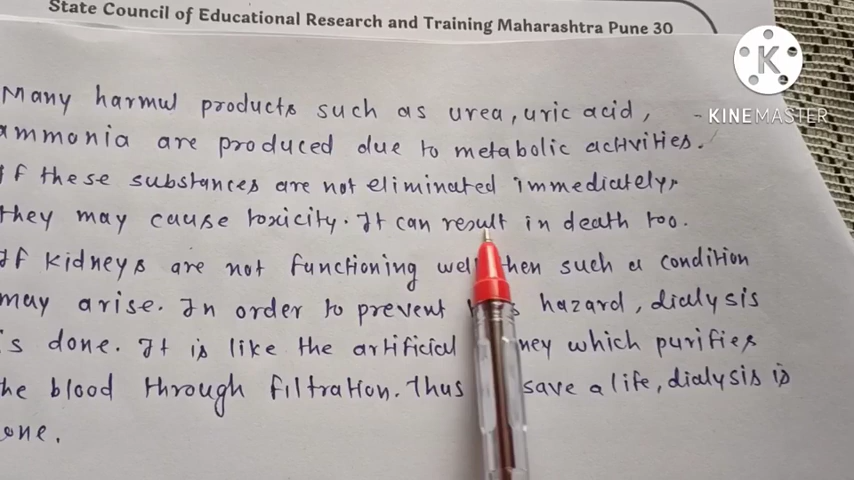 State Council of Educational Research and Training Maharashtra Pune 30
K
KINEMASTER
Many harmul products such as urea, uric acid,
ammonia are produced due to metabolic activities.
If these substances are not eliminated immediately,
they may cause toxicity. It can result in death too.
If kidneys are not functioning well then such a condition
may arise. In order to prevent hazard, dialysis
is done. It is like the artificial which purifies
the blood through filtration. Thus save a life, dialysis is